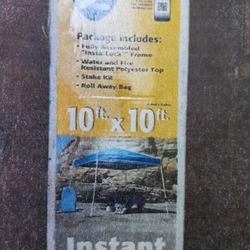 Package includes:
• Fully Assembled
"Insta-Lock™" Frame
• Water and Fire
Resistant Polyester Top
• Stake Kit
• Roll Away Bag
10ft. x 10ft.
Instant